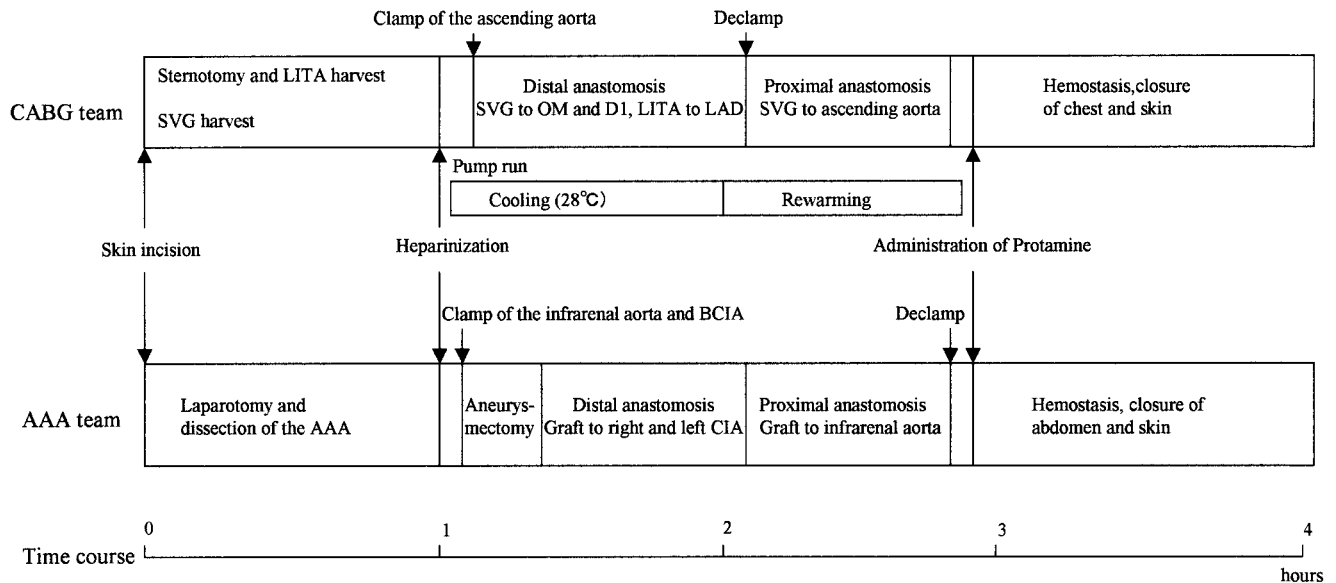 Clamp of the ascending aorta
Declamp
CABG team
Sternotomy and LITA harvest
SVG harvest
Distal anastomosis
SVG to OM and D1, LITA to LAD
Proximal anastomosis
SVG to ascending aorta
Hemostasis,closure
of chest and skin
Pump run
Cooling (28℃)
Rewarming
Skin incision
Heparinization
Administration of Protamine
Clamp of the infrarenal aorta and BCIA
Declamp
AAA team
Laparotomy and
dissection of the AAA
Aneurys-
mectomy
Distal anastomosis
Graft to right and left CIA
Proximal anastomosis
Graft to infrarenal aorta
Hemostasis, closure of
abdomen and skin
0 1 2 3 4
Time course
hours